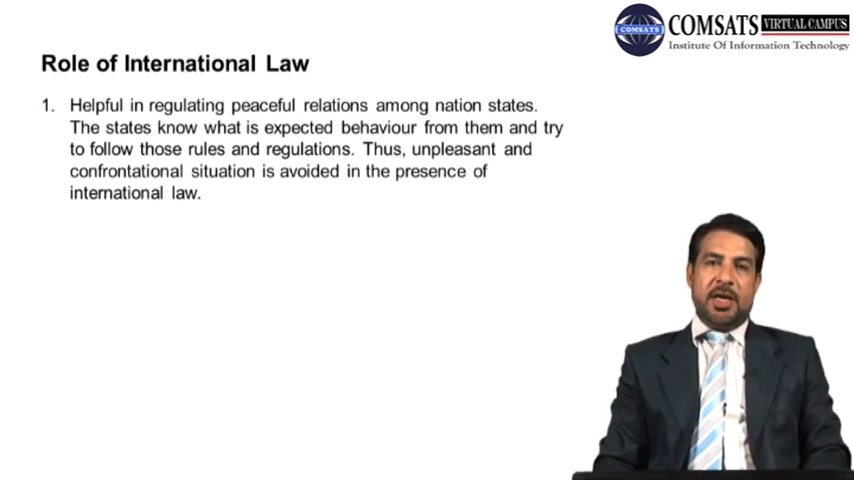 COMSATS VIRTUAL CAMPUS
COMSATS
Institute Of Information Technology
Role of International Law
1. Helpful in regulating peaceful relations among nation states.
The states know what is expected behaviour from them and try
to follow those rules and regulations. Thus, unpleasant and
confrontational situation is avoided in the presence of
international law.